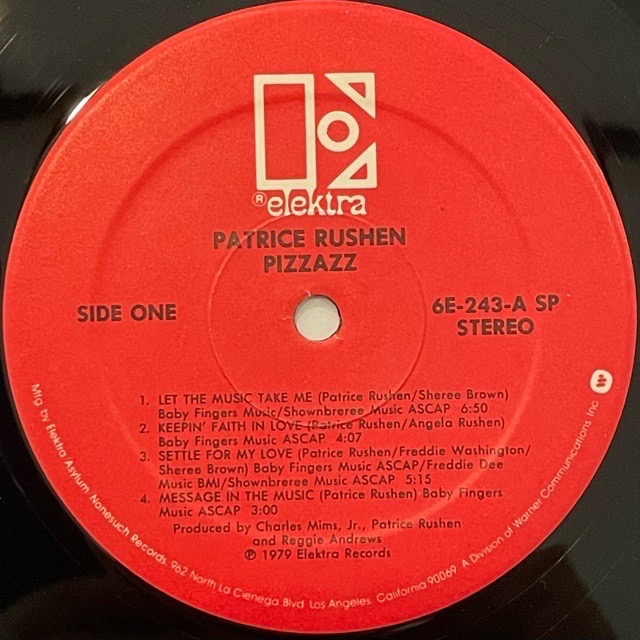 ® elektra
PATRICE RUSHEN
PIZZAZZ
SIDE ONE
6E-243-A SP
STEREO
1. LET THE MUSIC TAKE ME (Patrice Rushen/Sheree Brown)
Baby Fingers Music/Shownbreree Music ASCAP 6:50
2. KEEPIN' FAITH IN LOVE (Patrice Rushen/Angela Rushen)
Baby Fingers Music ASCAP 4:07
3. SETTLE FOR MY LOVE (Patrice Rushen/Freddie Washington/
Sheree Brown) Baby Fingers Music ASCAP/Freddie Dee
Music BMI/Shownbreree Music ASCAP 5:15
4. MESSAGE IN THE MUSIC (Patrice Rushen) Baby Fingers
Music ASCAP 3:00
Produced by Charles Mims, Jr., Patrice Rushen
and Reggie Andrews
℗ 1979 Elektra Records
Mfg. by Elektra Asylum Nonesuch Records, 962 North La Cienega Blvd. Los Angeles, California 90069 A Division of Warner Communications Inc.